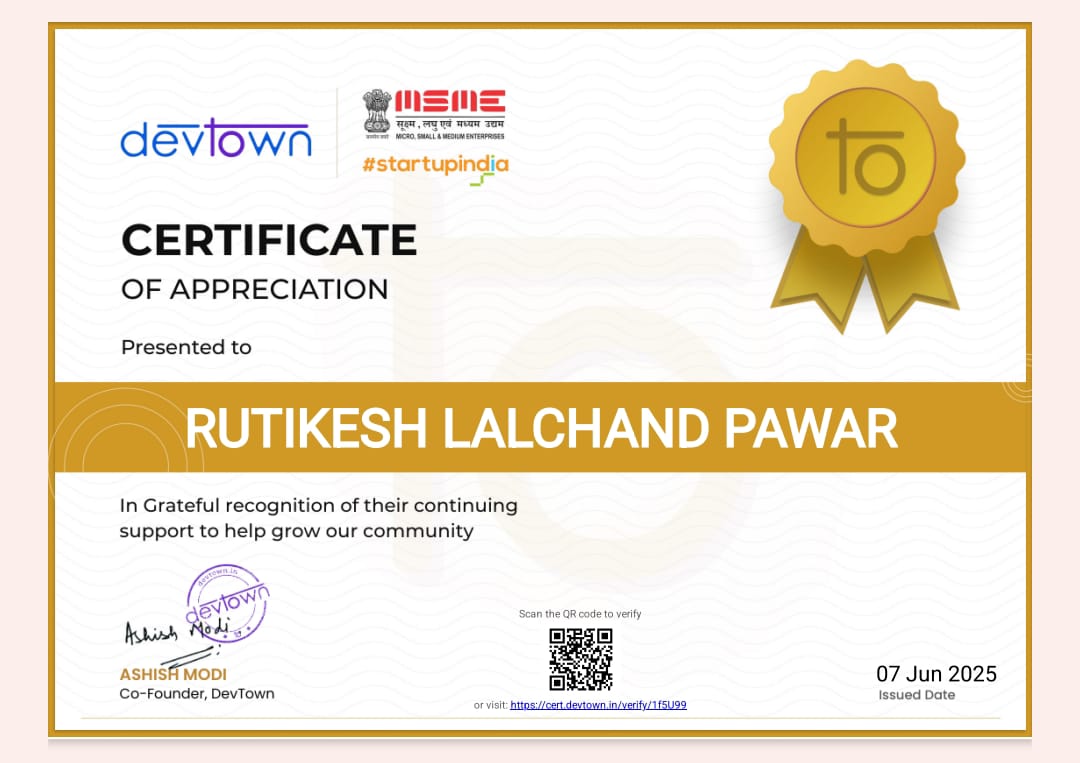 devtown
MSME
सूक्ष्म, लघु एवं मध्यम उद्यम
MICRO, SMALL & MEDIUM ENTERPRISES
#startupindia
to
CERTIFICATE
OF APPRECIATION
Presented to
RUTIKESH LALCHAND PAWAR
In Grateful recognition of their continuing
support to help grow our community
devtown.in
devtown
Ashish Modi
ASHISH MODI
Co-Founder, DevTown
Scan the QR code to verify
or visit: https://cert.devtown.in/verify/1f5U99
07 Jun 2025
Issued Date